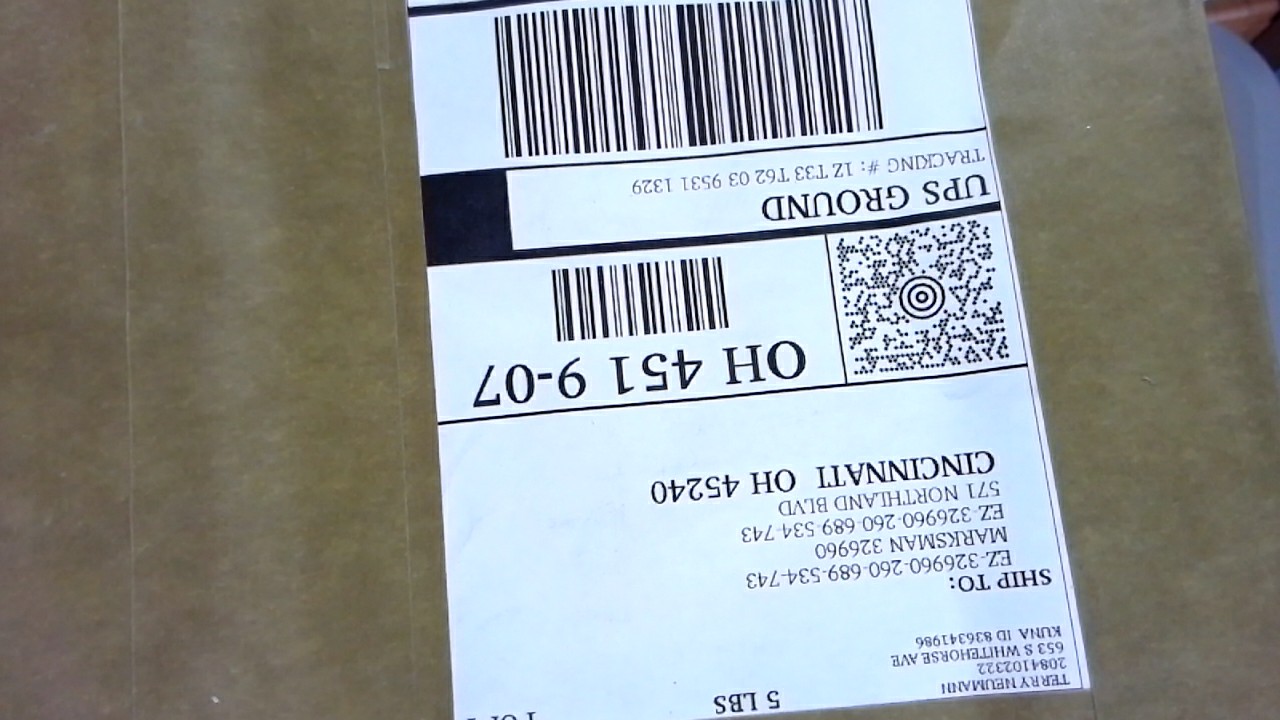 TERRY NEUMANN
2084102322
653 S WHITEHORSE AVE
KUNA ID 836341986
5 LBS
1 OF
SHIP TO:
EZ-326960-260-689-534-743
MARKSMAN 326960
EZ-326960-260-689-534-743
571 NORTHLAND BLVD
CINCINNATI OH 45240
OH 451 9-07
UPS GROUND
TRACKING #: 1Z T33 T62 03 9531 1329